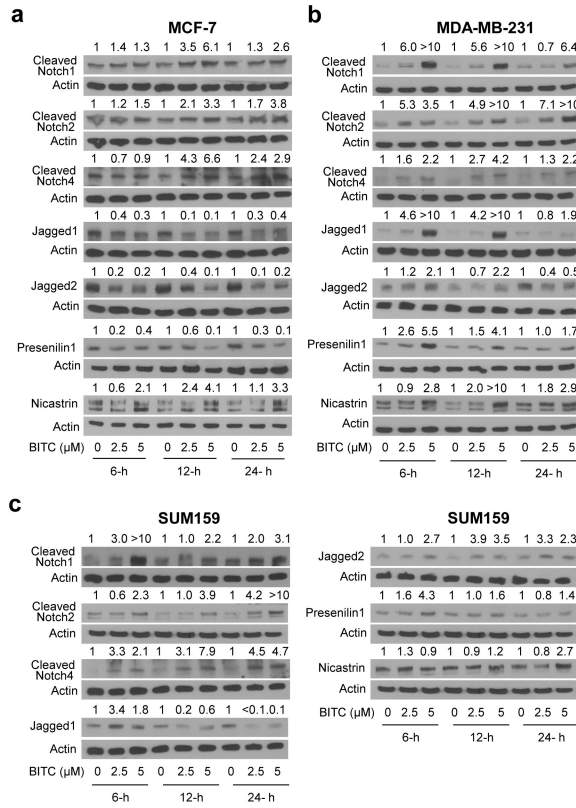 a
MCF-7
1 1.4 1.3 1 3.5 6.1 1 1.3 2.6
Cleaved
Notch1
Actin
1 1.2 1.5 1 2.1 3.3 1 1.7 3.8
Cleaved
Notch2
Actin
1 0.7 0.9 1 4.3 6.6 1 2.4 2.9
Cleaved
Notch4
Actin
1 0.4 0.3 1 0.1 0.1 1 0.3 0.4
Jagged1
Actin
1 0.2 0.2 1 0.4 0.1 1 0.1 0.2
Jagged2
Actin
1 0.2 0.4 1 0.6 0.1 1 0.3 0.1
Presenilin1
Actin
1 0.6 2.1 1 2.4 4.1 1 1.1 3.3
Nicastrin
Actin
BITC (µM) 0 2.5 5 0 2.5 5 0 2.5 5
6-h 12-h 24- h
b
MDA-MB-231
1 6.0 >10 1 5.6 >10 1 0.7 6.4
Cleaved
Notch1
Actin
1 5.3 3.5 1 4.9 >10 1 7.1 >10
Cleaved
Notch2
Actin
1 1.6 2.2 1 2.7 4.2 1 1.3 2.2
Cleaved
Notch4
Actin
1 4.6 >10 1 4.2 >10 1 0.8 1.9
Jagged1
Actin
1 1.2 2.1 1 0.7 2.2 1 0.4 0.5
Jagged2
Actin
1 2.6 5.5 1 1.5 4.1 1 1.0 1.7
Presenilin1
Actin
1 0.9 2.8 1 2.0 >10 1 1.8 2.9
Nicastrin
Actin
BITC (µM) 0 2.5 5 0 2.5 5 0 2.5 5
6-h 12-h 24- h
c
SUM159
1 3.0 >10 1 1.0 2.2 1 2.0 3.1
Cleaved
Notch1
Actin
1 0.6 2.3 1 1.0 3.9 1 4.2 >10
Cleaved
Notch2
Actin
1 3.3 2.1 1 3.1 7.9 1 4.5 4.7
Cleaved
Notch4
Actin
1 3.4 1.8 1 0.2 0.6 1 <0.1 0.1
Jagged1
Actin
BITC (µM) 0 2.5 5 0 2.5 5 0 2.5 5
6-h 12-h 24- h
SUM159
1 1.0 2.7 1 3.9 3.5 1 3.3 2.3
Jagged2
Actin
1 1.6 4.3 1 1.0 1.6 1 0.8 1.4
Presenilin1
Actin
1 1.3 0.9 1 0.9 1.2 1 0.8 2.7
Nicastrin
Actin
BITC (µM) 0 2.5 5 0 2.5 5 0 2.5 5
6-h 12-h 24- h